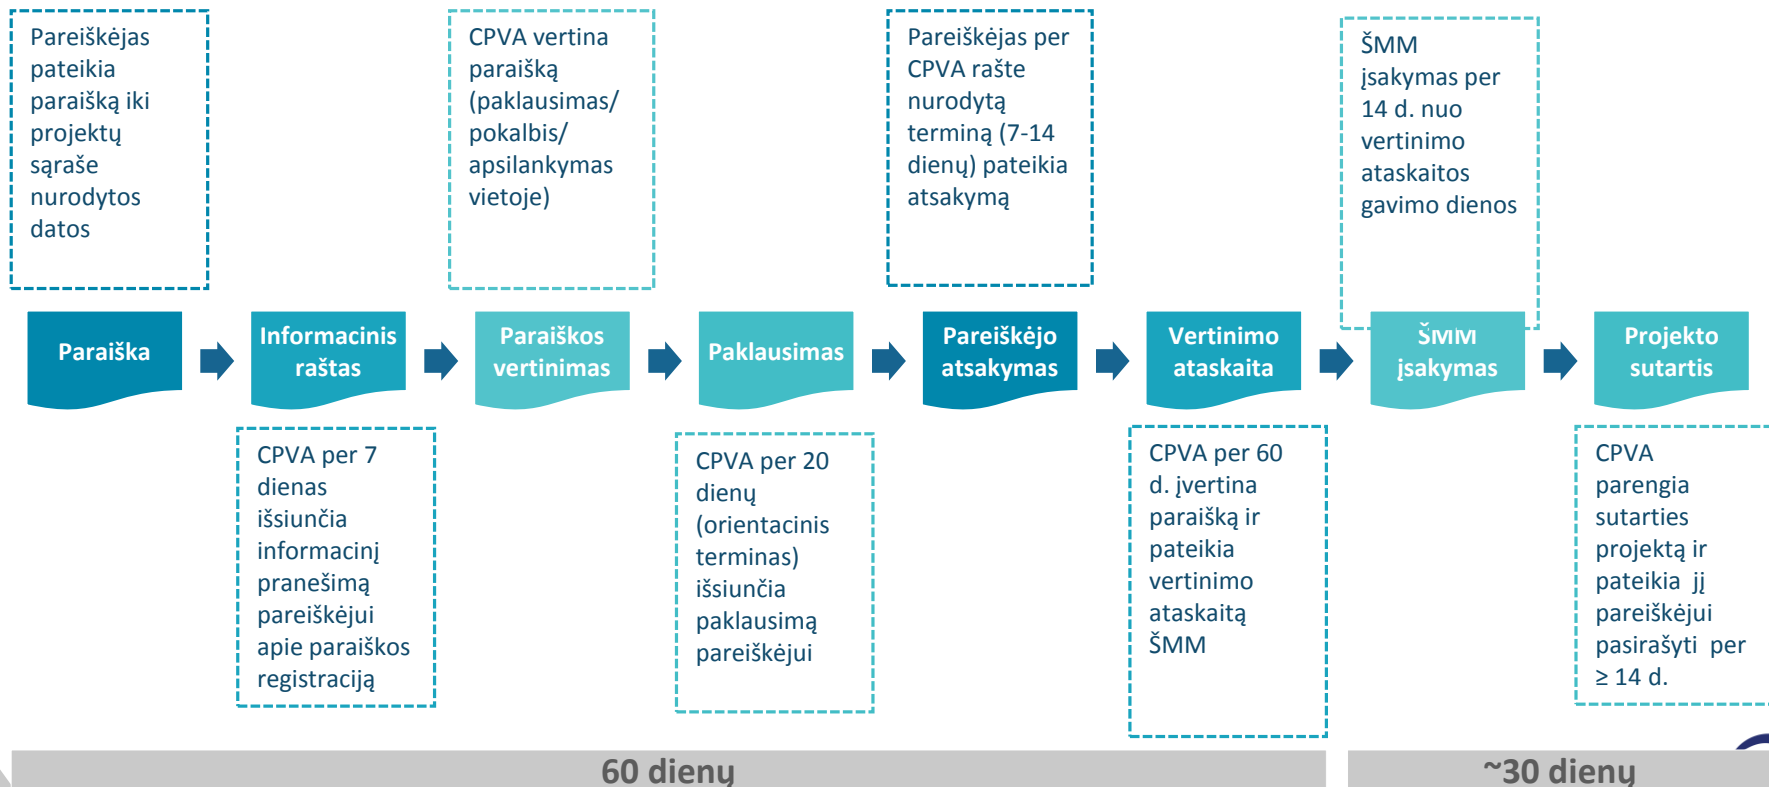 Pareiškėjas
pateikia
paraišką iki
projektų
sąraše
nurodytos
datos
CPVA vertina
paraišką
(paklausimas/
pokalbis/
apsilankymas
vietoje)
Pareiškėjas per
CPVA rašte
nurodytą
terminą (7-14
dienų) pateikia
atsakymą
ŠMM
įsakymas per
14 d. nuo
vertinimo
ataskaitos
gavimo dienos
Paraiška
Informacinis
raštas
Paraiškos
vertinimas
Paklausimas
Pareiškėjo
atsakymas
Vertinimo
ataskaita
ŠMM
įsakymas
Projekto
sutartis
CPVA per 7
dienas
išsiunčia
informacinį
pranešimą
pareiškėjui
apie paraiškos
registraciją
CPVA per 20
dienų
(orientacinis
terminas)
išsiunčia
paklausimą
pareiškėjui
CPVA per 60
d. įvertina
paraišką ir
pateikia
vertinimo
ataskaitą
ŠMM
CPVA
parengia
sutarties
projektą ir
pateikia jį
pareiškėjui
pasirašyti per
≥ 14 d.
60 dienų
~30 dienų